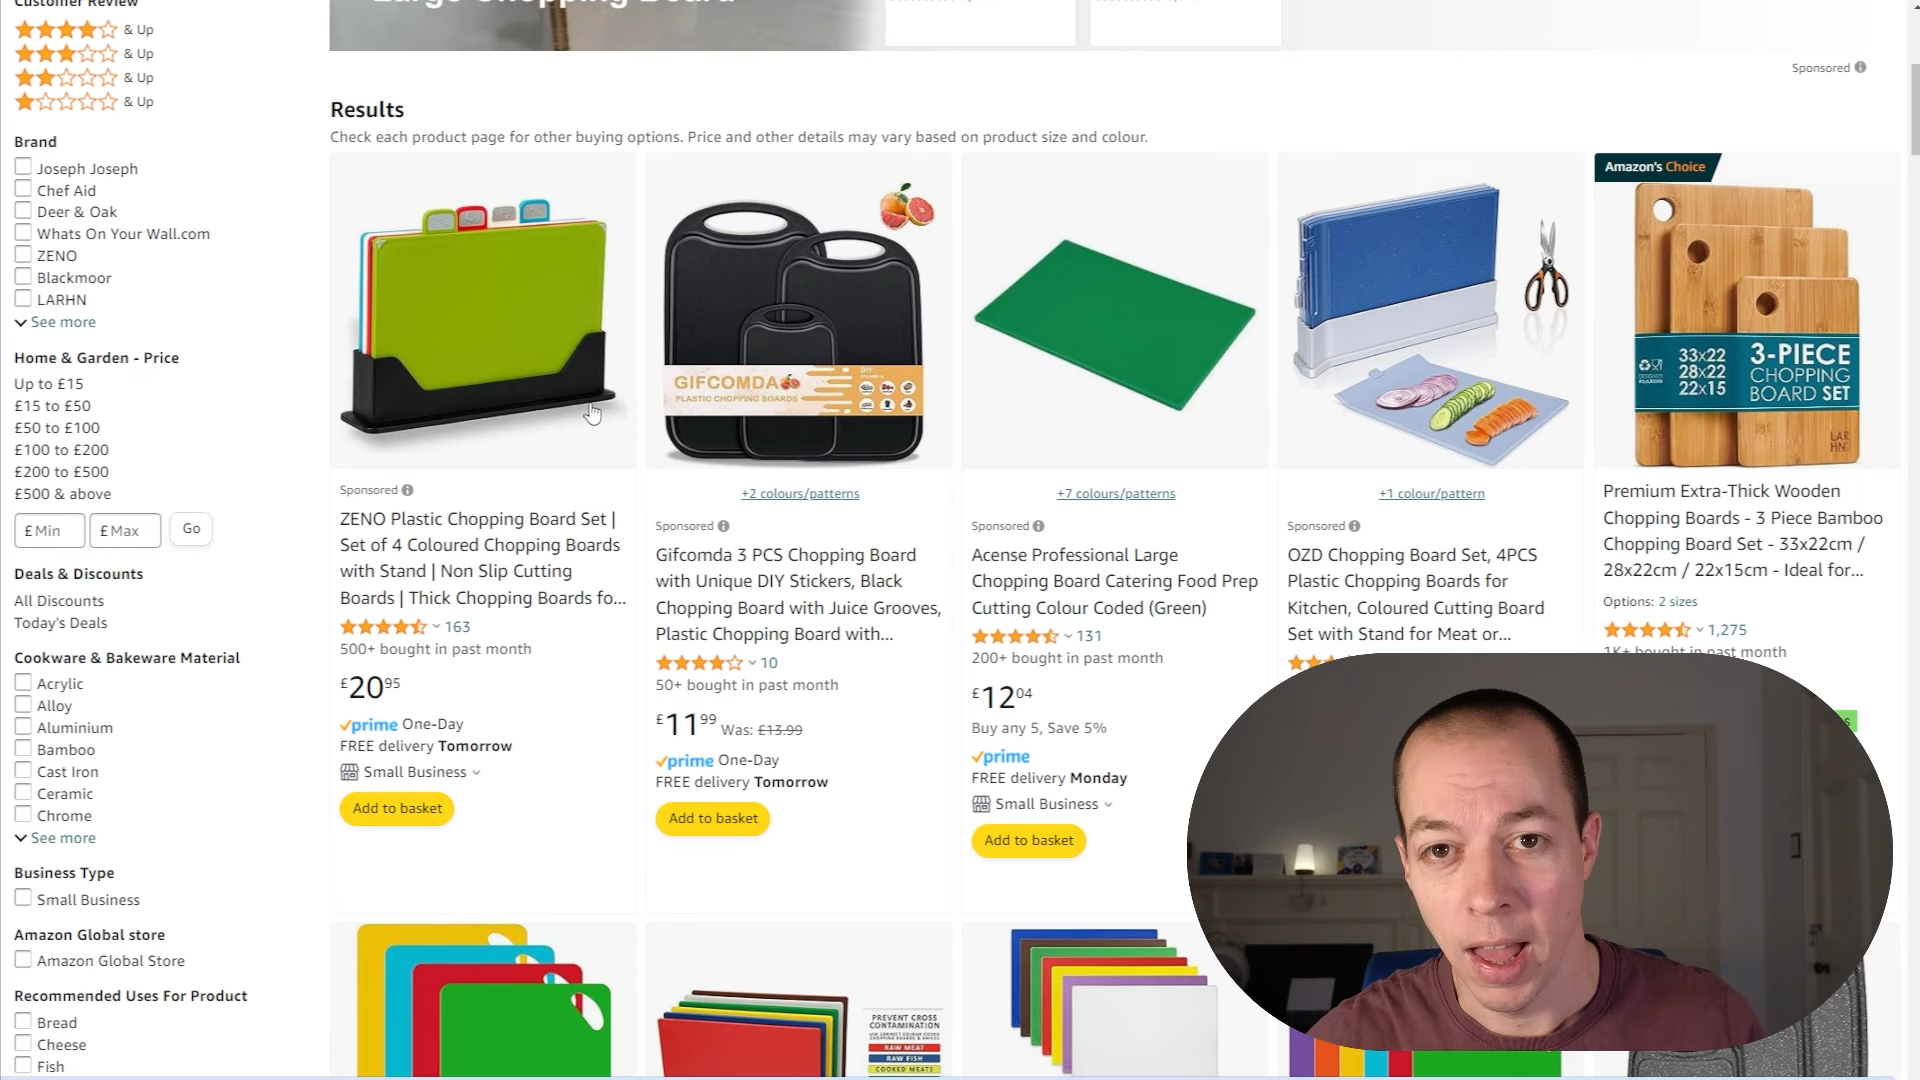 Customer Review
& Up
& Up
& Up
& Up
Brand
Joseph Joseph
Chef Aid
Deer & Oak
Whats On Your Wall.com
ZENO
Blackmoor
LARHN
See more
Home & Garden - Price
Up to £15
£15 to £50
£50 to £100
£100 to £200
£200 to £500
£500 & above
£ Min £ Max Go
Deals & Discounts
All Discounts
Today's Deals
Cookware & Bakeware Material
Acrylic
Alloy
Aluminium
Bamboo
Cast Iron
Ceramic
Chrome
See more
Business Type
Small Business
Amazon Global store
Amazon Global Store
Recommended Uses For Product
Bread
Cheese
Fish
Large Chopping Board
Sponsored
Results
Check each product page for other buying options. Price and other details may vary based on product size and colour.
Sponsored
ZENO Plastic Chopping Board Set |
Set of 4 Coloured Chopping Boards
with Stand | Non Slip Cutting
Boards | Thick Chopping Boards fo...
163
500+ bought in past month
£2095
prime One-Day
FREE delivery Tomorrow
Small Business
Add to basket
GIFCOMDA
PLASTIC CHOPPING BOARDS
DIY
+2 colours/patterns
Sponsored
Gifcomda 3 PCS Chopping Board
with Unique DIY Stickers, Black
Chopping Board with Juice Grooves,
Plastic Chopping Board with...
10
50+ bought in past month
£1199 Was: £13.99
prime One-Day
FREE delivery Tomorrow
Add to basket
+7 colours/patterns
Sponsored
Acense Professional Large
Chopping Board Catering Food Prep
Cutting Colour Coded (Green)
131
200+ bought in past month
£1204
Buy any 5, Save 5%
prime
FREE delivery Monday
Small Business
Add to basket
+1 colour/pattern
Sponsored
OZD Chopping Board Set, 4PCS
Plastic Chopping Boards for
Kitchen, Coloured Cutting Board
Set with Stand for Meat or...
Amazon's Choice
33x22
28x22
22x15
3-PIECE
CHOPPING
BOARD SET
LAR
HN
Premium Extra-Thick Wooden
Chopping Boards - 3 Piece Bamboo
Chopping Board Set - 33x22cm /
28x22cm / 22x15cm - Ideal for...
Options: 2 sizes
1,275
1K+ bought in past month
PREVENT CROSS
CONTAMINATION
RAW MEAT
RAW FISH
COOKED MEATS